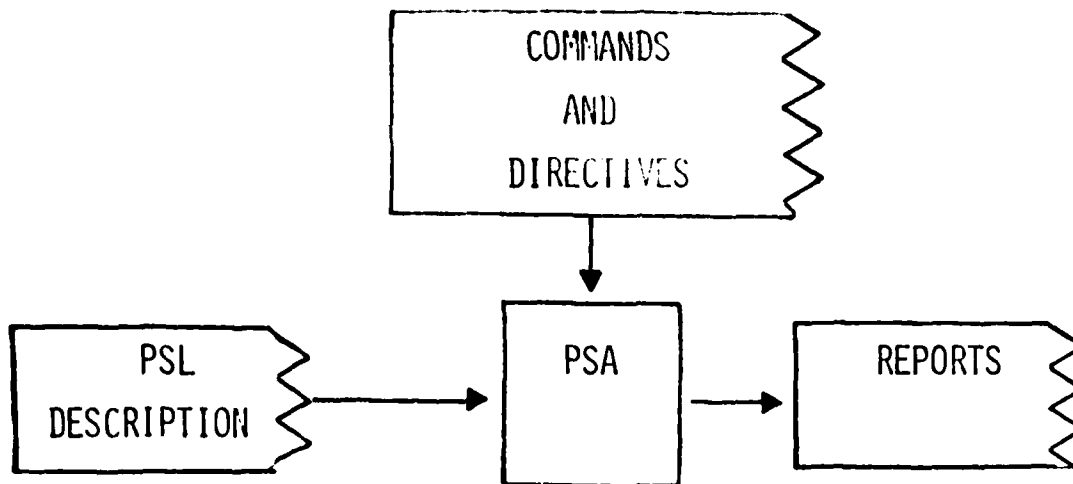 COMMANDS
AND
DIRECTIVES
PSL
DESCRIPTION
PSA
REPORTS